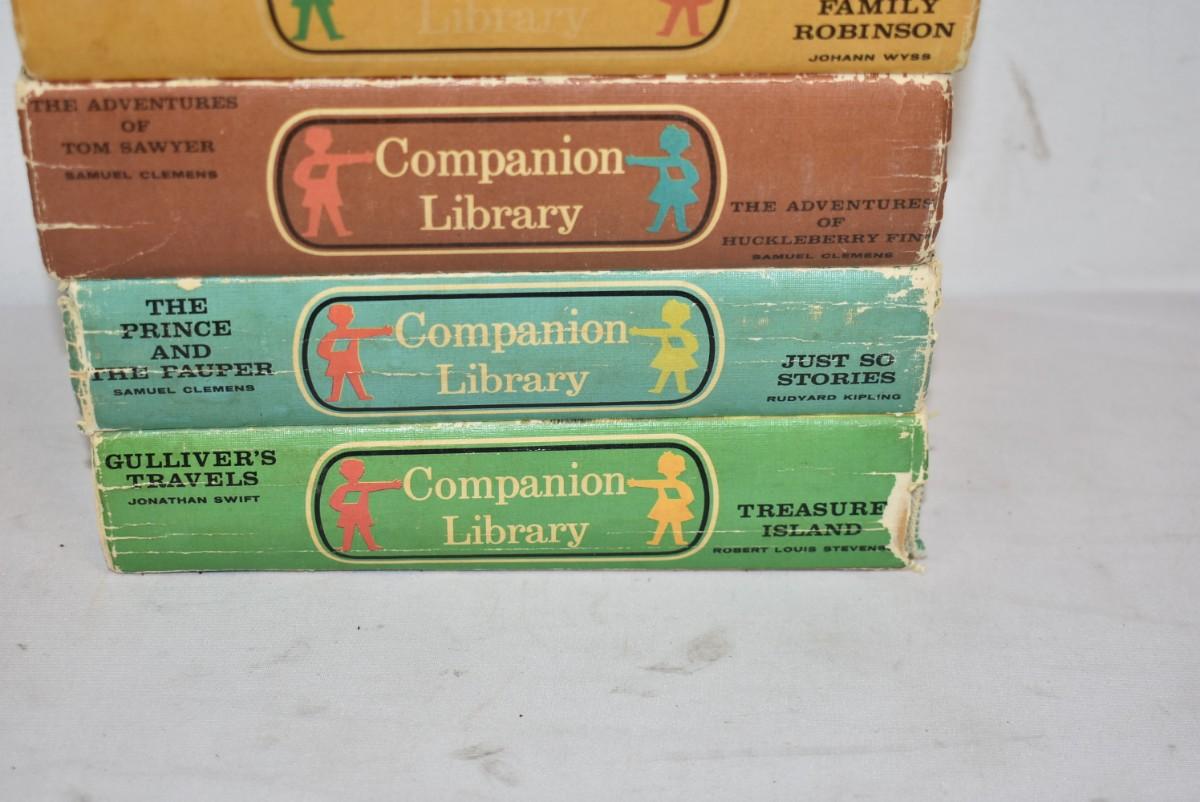 Library
FAMILY
ROBINSON
JOHANN WYSS
THE ADVENTURES
OF
TOM SAWYER
SAMUEL CLEMENS
Companion
Library
THE ADVENTURES
OF
HUCKLEBERRY FIN
SAMUEL CLEMENS
THE
PRINCE
AND
THE PAUPER
SAMUEL CLEMENS
Companion
Library
JUST SO
STORIES
RUDYARD KIPLING
GULLIVER'S
TRAVELS
JONATHAN SWIFT
Companion
Library
TREASURE
ISLAND
ROBERT LOUIS STEVENS